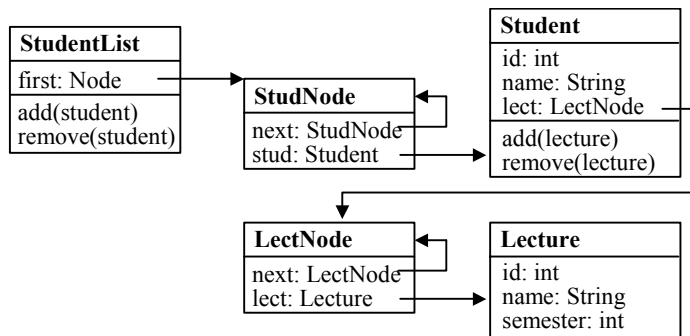 StudentList
first: Node
add(student)
remove(student)
StudNode
next: StudNode
stud: Student
Student
id: int
name: String
lect: LectNode
add(lecture)
remove(lecture)
LectNode
next: LectNode
lect: Lecture
Lecture
id: int
name: String
semester: int